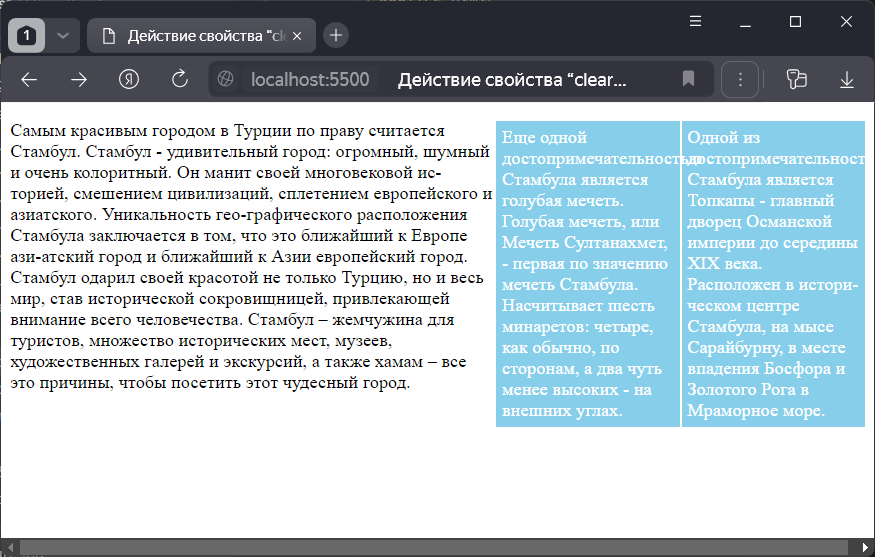 1
Действие свойства “cle
localhost:5500
Действие свойства “clear...
Самым красивым городом в Турции по праву считается
Стамбул. Стамбул - удивительный город: огромный, шумный
и очень колоритный. Он манит своей многовековой ис-
торией, смешением цивилизаций, сплетением европейского и
азиатского. Уникальность гео-графического расположения
Стамбула заключается в том, что это ближайший к Европе
ази-атский город и ближайший к Азии европейский город.
Стамбул одарил своей красотой не только Турцию, но и весь
мир, став исторической сокровищницей, привлекающей
внимание всего человечества. Стамбул – жемчужина для
туристов, множество исторических мест, музеев,
художественных галерей и экскурсий, а также хамам – все
это причины, чтобы посетить этот чудесный город.
Еще одной
достопримечательностью
Стамбула является
голубая мечеть.
Голубая мечеть, или
Мечеть Султанахмет,
- первая по значению
мечеть Стамбула.
Насчитывает шесть
минаретов: четыре,
как обычно, по
сторонам, а два чуть
менее высоких - на
внешних углах.
Одной из
достопримечательност
Стамбула является
Топкапы - главный
дворец Османской
империи до середины
XIX века.
Расположен в истори-
ческом центре
Стамбула, на мысе
Сарайбурну, в месте
впадения Босфора и
Золотого Рога в
Мраморное море.